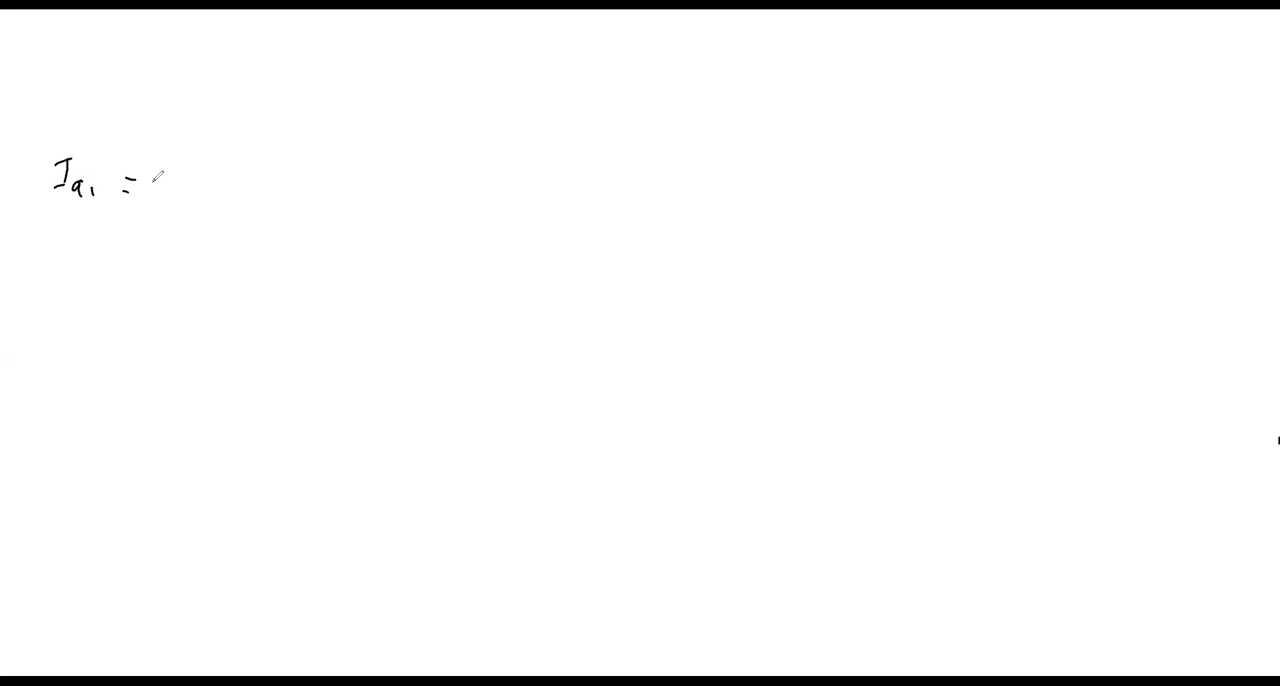 Ia1 =